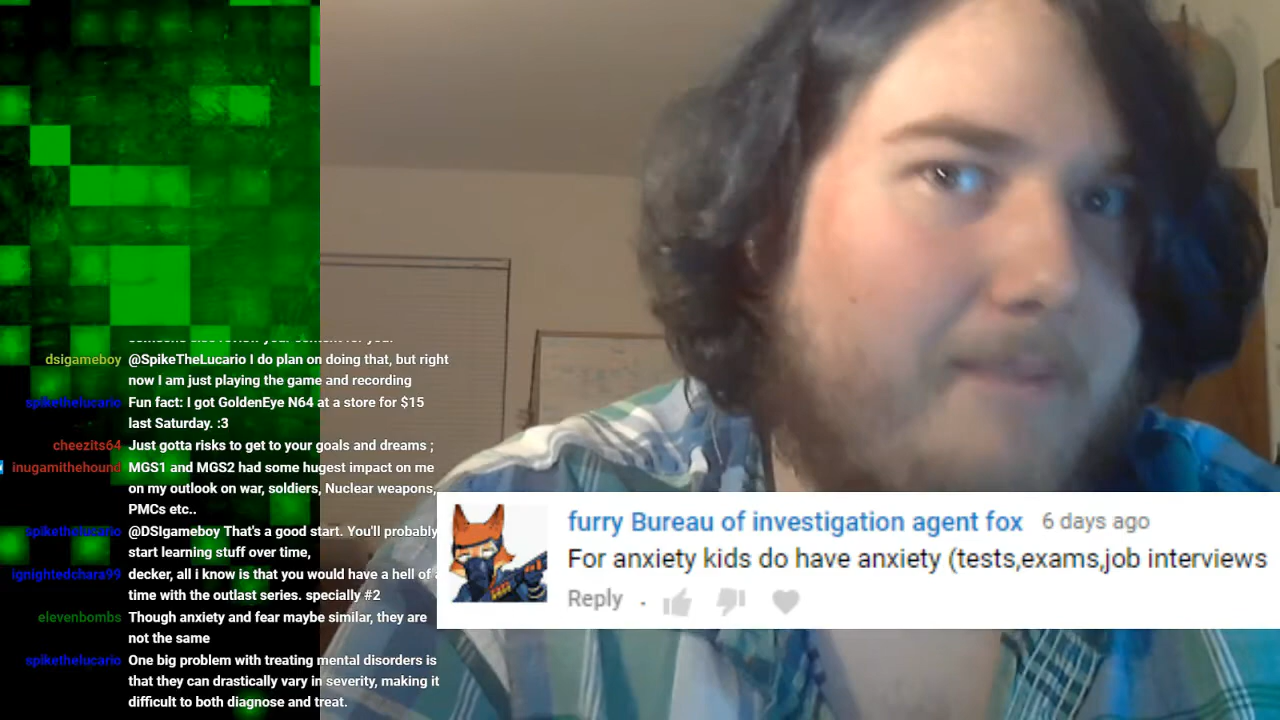 dsigameboy @SpikeTheLucario I do plan on doing that, but right
now I am just playing the game and recording
spikethelucario Fun fact: I got GoldenEye N64 at a store for $15
last Saturday. :3
cheezits64 Just gotta risks to get to your goals and dreams ;
inugamithehound MGS1 and MGS2 had some hugest impact on me
on my outlook on war, soldiers, Nuclear weapons,
PMCs etc..
spikethelucario @DSIgameboy That's a good start. You'll probably
start learning stuff over time,
ignightedchara99 decker, all i know is that you would have a hell of
time with the outlast series. specially #2
elevenbombs Though anxiety and fear maybe similar, they are
not the same
spikethelucario One big problem with treating mental disorders is
that they can drastically vary in severity, making it
difficult to both diagnose and treat.
furry Bureau of investigation agent fox 6 days ago
For anxiety kids do have anxiety (tests,exams,job interviews
Reply